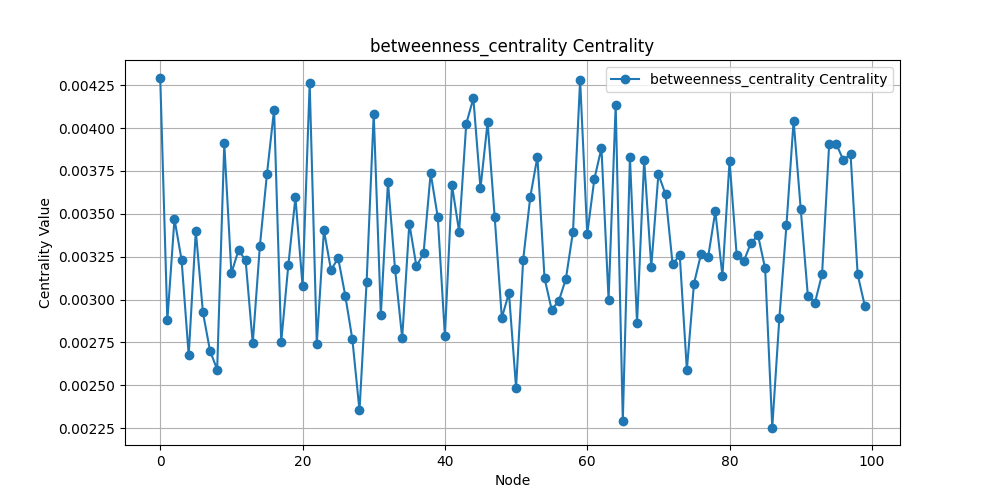 betweenness_centrality Centrality
betweenness_centrality Centrality
Centrality Value
0.00425
0.00400
0.00375
0.00350
0.00325
0.00300
0.00275
0.00250
0.00225
0 20 40 60 80 100
Node